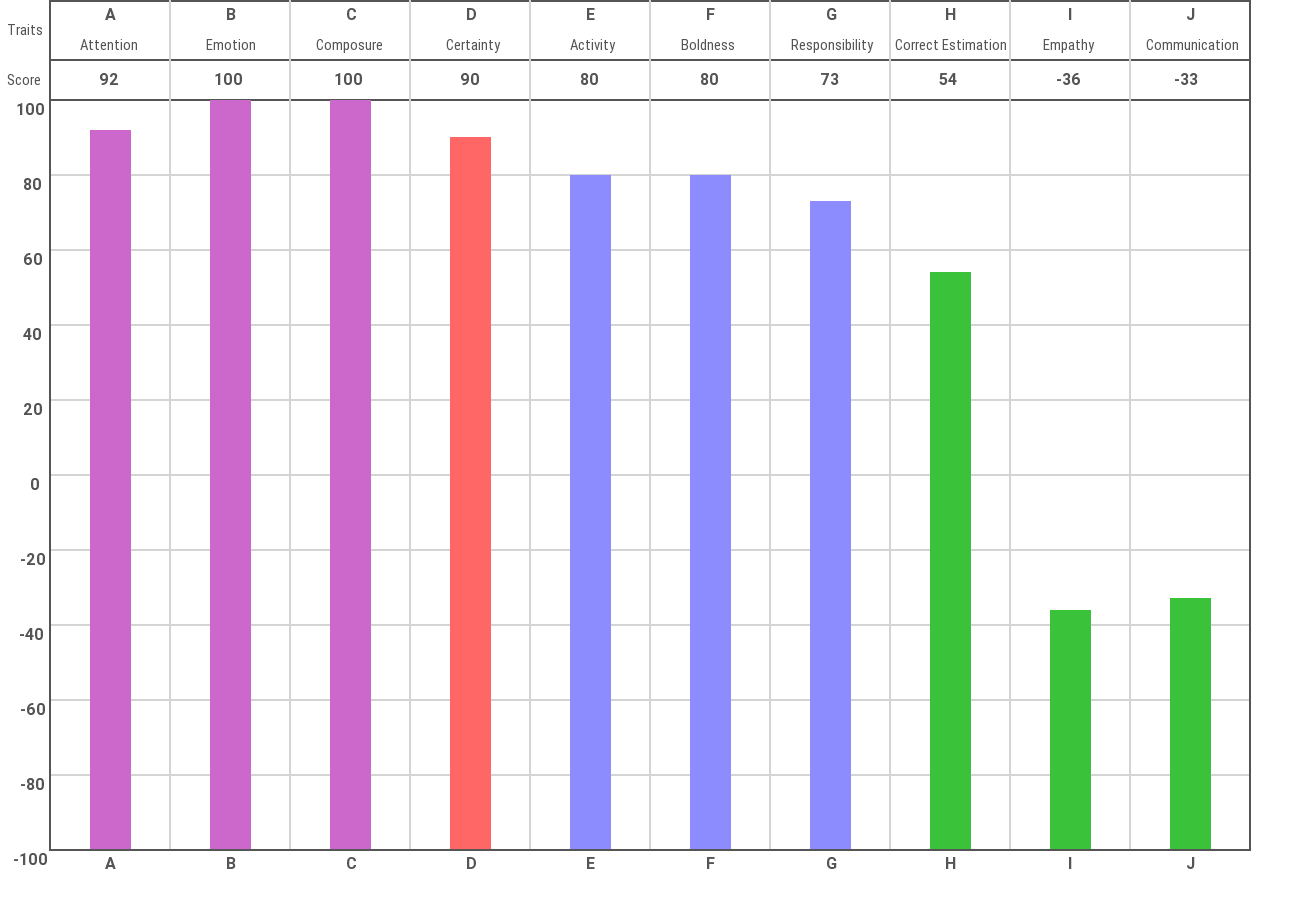 Traits
A B C D E F G H I J
Attention Emotion Composure Certainty Activity Boldness Responsibility Correct Estimation Empathy Communication
Score 92 100 100 90 80 80 73 54 -36 -33
100
80
60
40
20
0
-20
-40
-60
-80
-100
A B C D E F G H I J